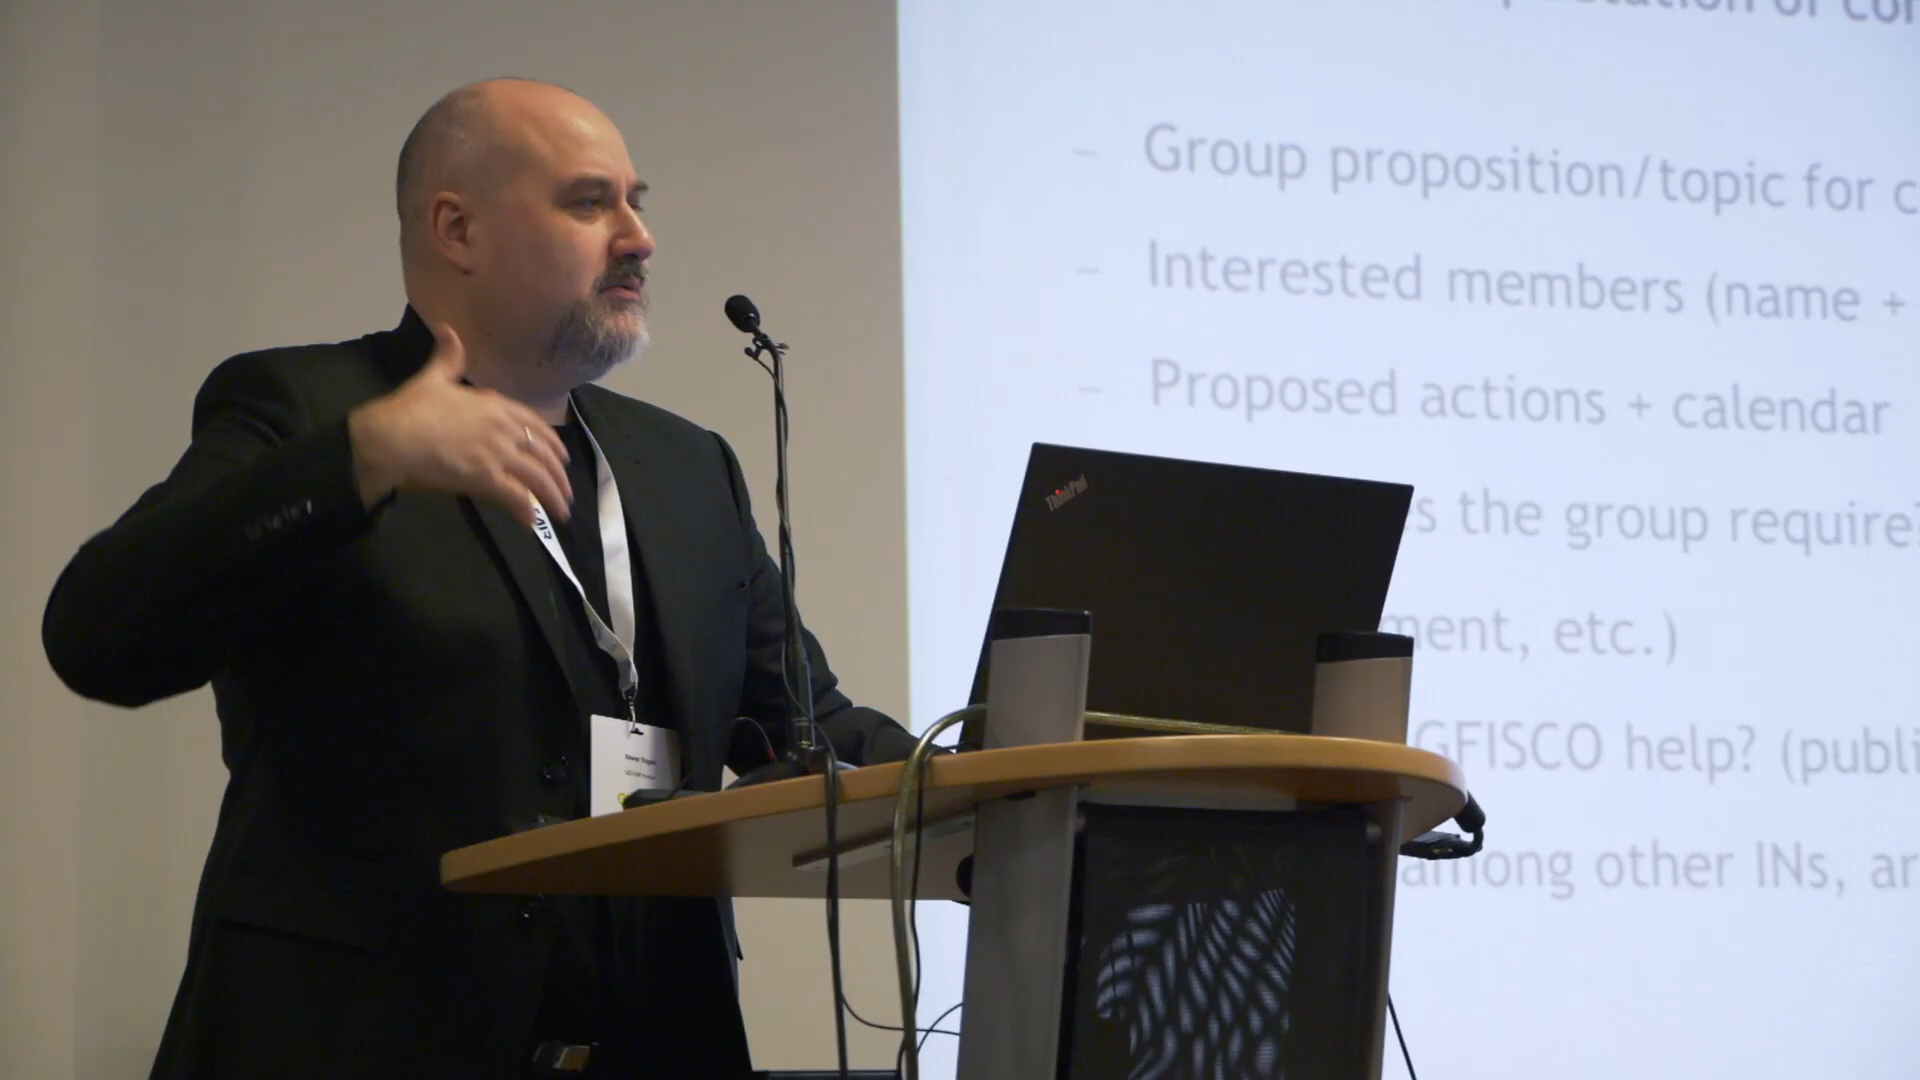 – Group proposition/topic for c
– Interested members (name +
– Proposed actions + calendar
s the group require?
ment, etc.)
GFISCO help? (publi
among other INs, ar
ThinkPad